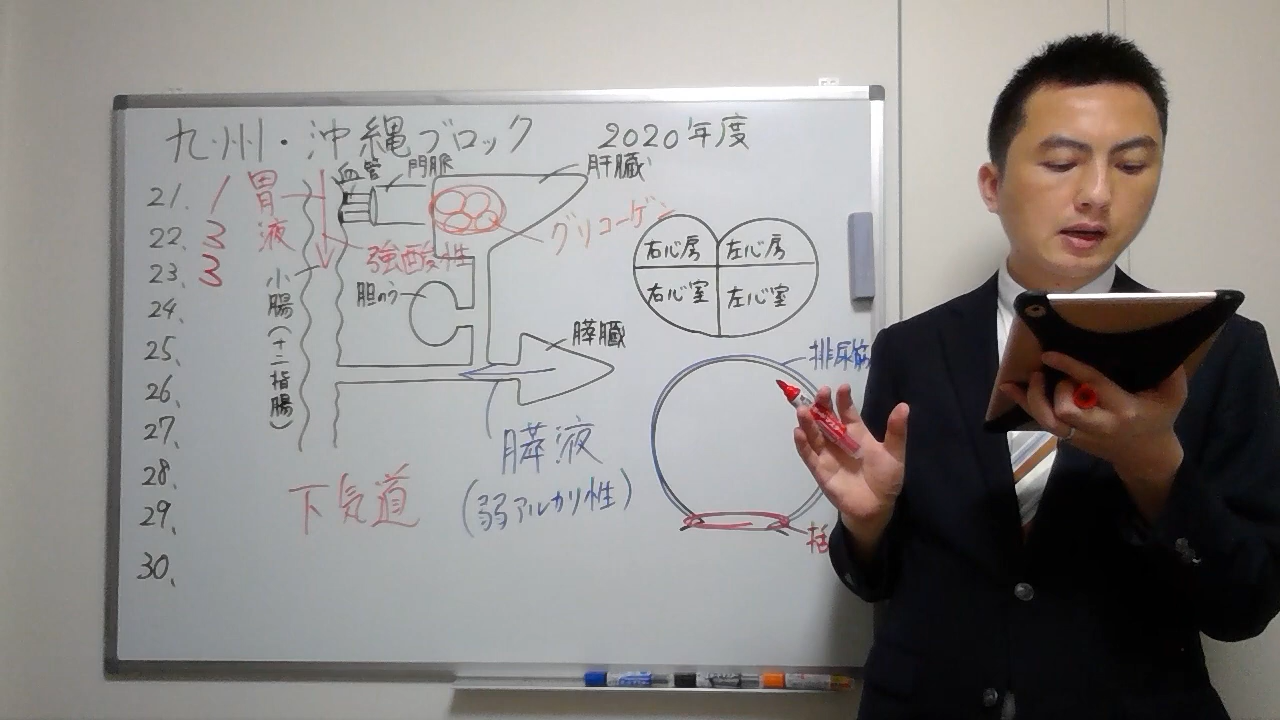 九州・沖縄ブロック 2020年度
21. 1
22. 3
23. 3
24.
25.
26.
27.
28.
29.
30.
胃液
血管
門脈
肝臓
グリコーゲン
強酸性
胆のう
小腸(十二指腸)
膵臓
膵液
(弱アルカリ性)
下気道
右心房 左心房
右心室 左心室
排尿筋
括